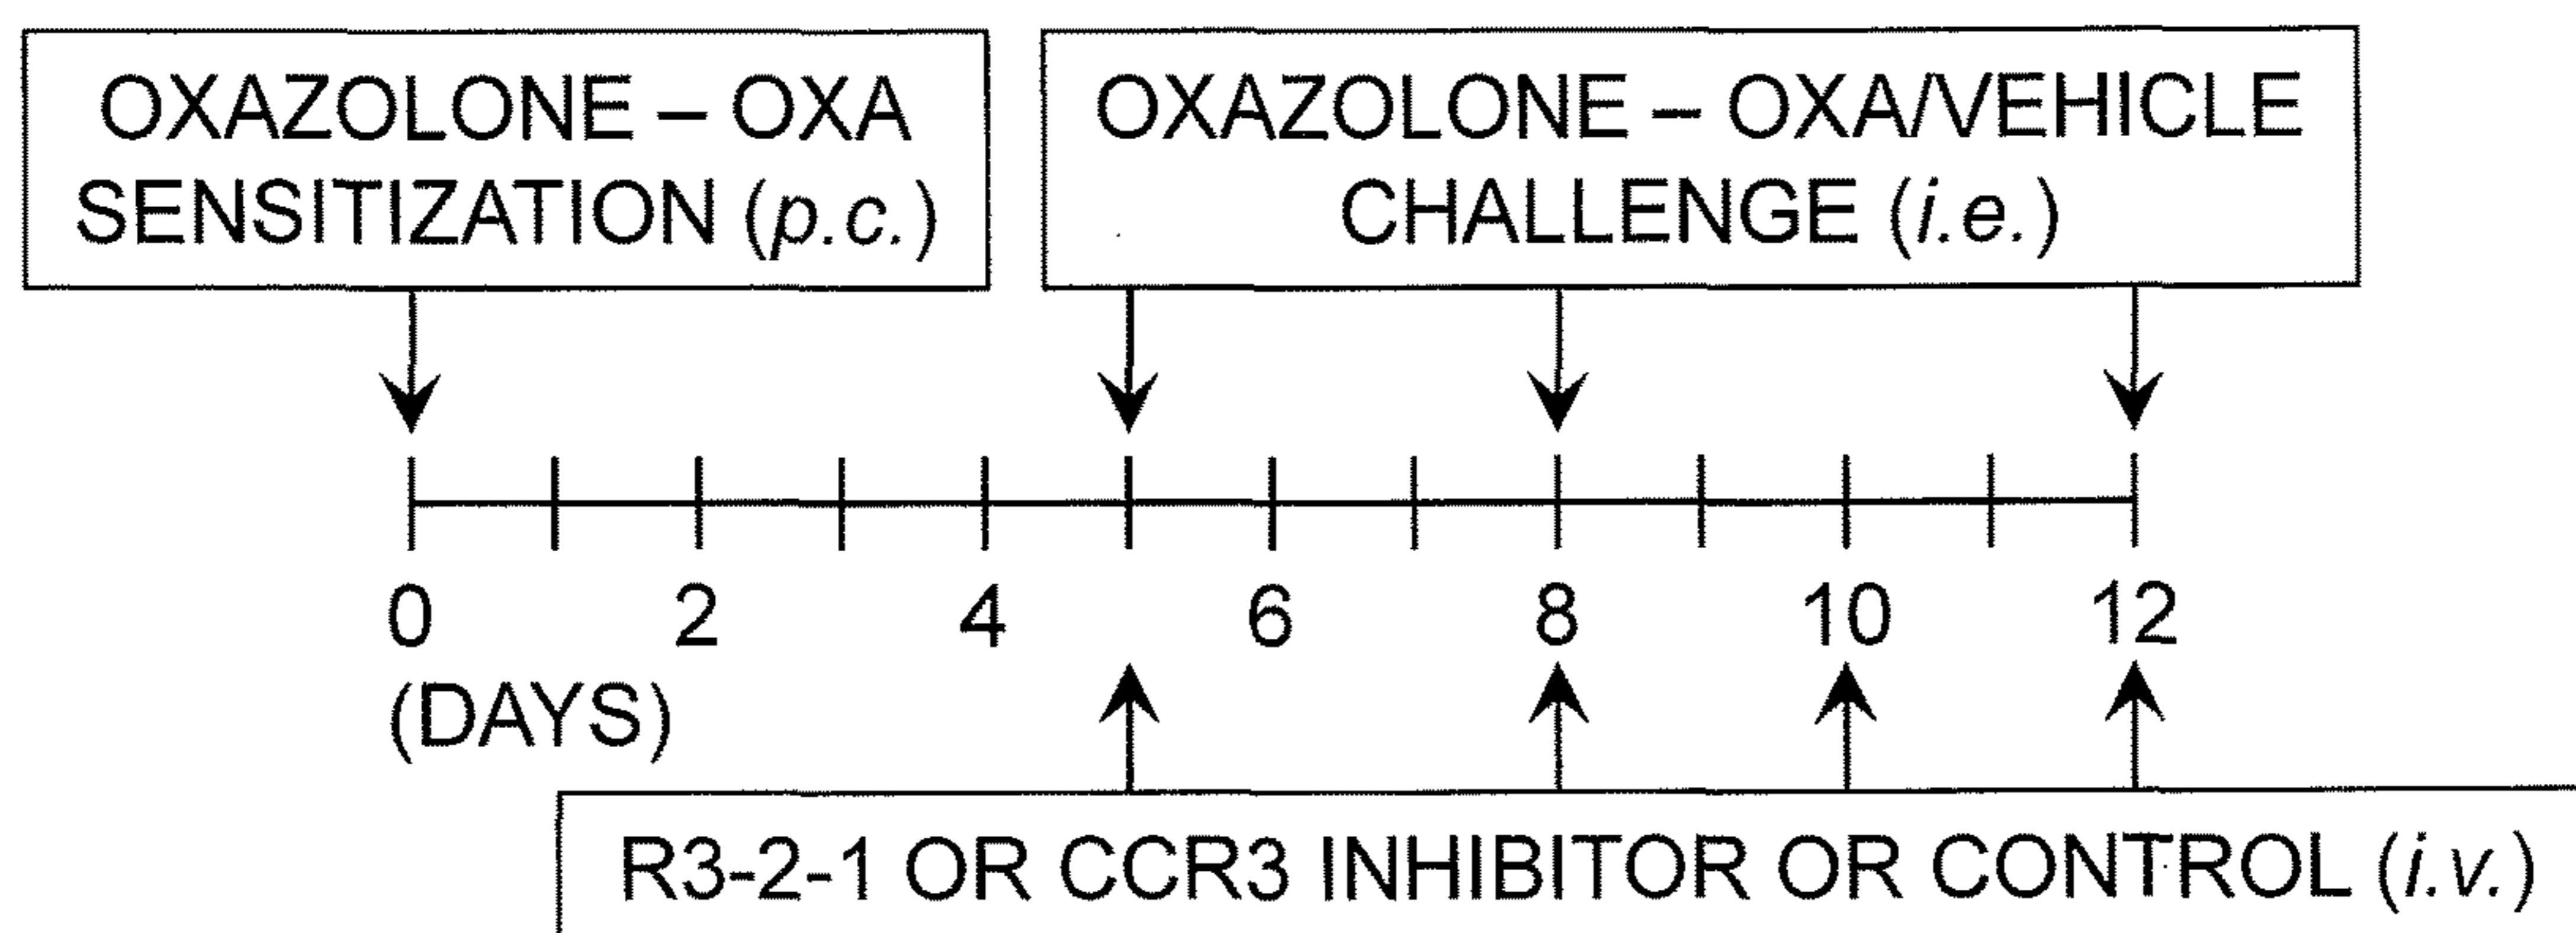 OXAZOLONE – OXA
SENSITIZATION (p.c.)
OXAZOLONE – OXA/VEHICLE
CHALLENGE (i.e.)
0 2 4 6 8 10 12
(DAYS)
R3-2-1 OR CCR3 INHIBITOR OR CONTROL (i.v.)